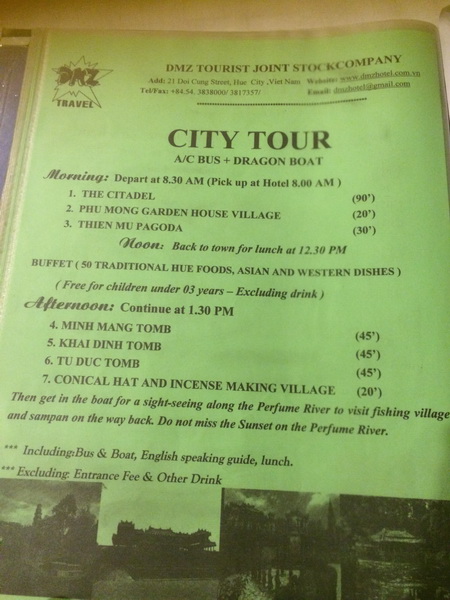 DMZ TRAVEL
DMZ TOURIST JOINT STOCKCOMPANY
Add: 21 Doi Cung Street, Hue City ,Viet Nam Website: www.dmzhotel.com.vn
Tel/Fax: +84.54. 3838000/ 3817357/ Email: dmzhotel@gmail.com
CITY TOUR
A/C BUS + DRAGON BOAT
Morning: Depart at 8.30 AM (Pick up at Hotel 8.00 AM )
1. THE CITADEL (90')
2. PHU MONG GARDEN HOUSE VILLAGE (20')
3. THIEN MU PAGODA (30')
Noon: Back to town for lunch at 12.30 PM
BUFFET ( 50 TRADITIONAL HUE FOODS, ASIAN AND WESTERN DISHES )
( Free for children under 03 years – Excluding drink )
Afternoon: Continue at 1.30 PM
4. MINH MANG TOMB (45')
5. KHAI DINH TOMB (45')
6. TU DUC TOMB (45')
7. CONICAL HAT AND INCENSE MAKING VILLAGE (20')
Then get in the boat for a sight-seeing along the Perfume River to visit fishing village
and sampan on the way back. Do not miss the Sunset on the Perfume River.
*** Including:Bus & Boat, English speaking guide, lunch.
*** Excluding: Entrance Fee & Other Drink